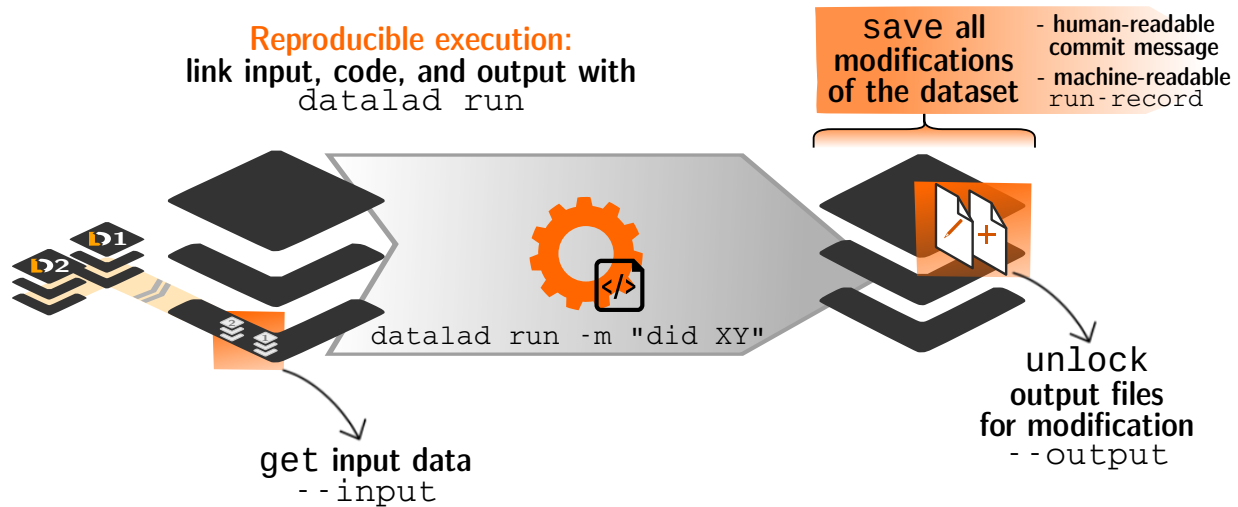 Reproducible execution:
link input, code, and output with
datalad run
save all
modifications
of the dataset
- human-readable
commit message
- machine-readable
run-record
D1
D2
2
1
</>
datalad run -m "did XY"
get input data
--input
unlock
output files
for modification
--output